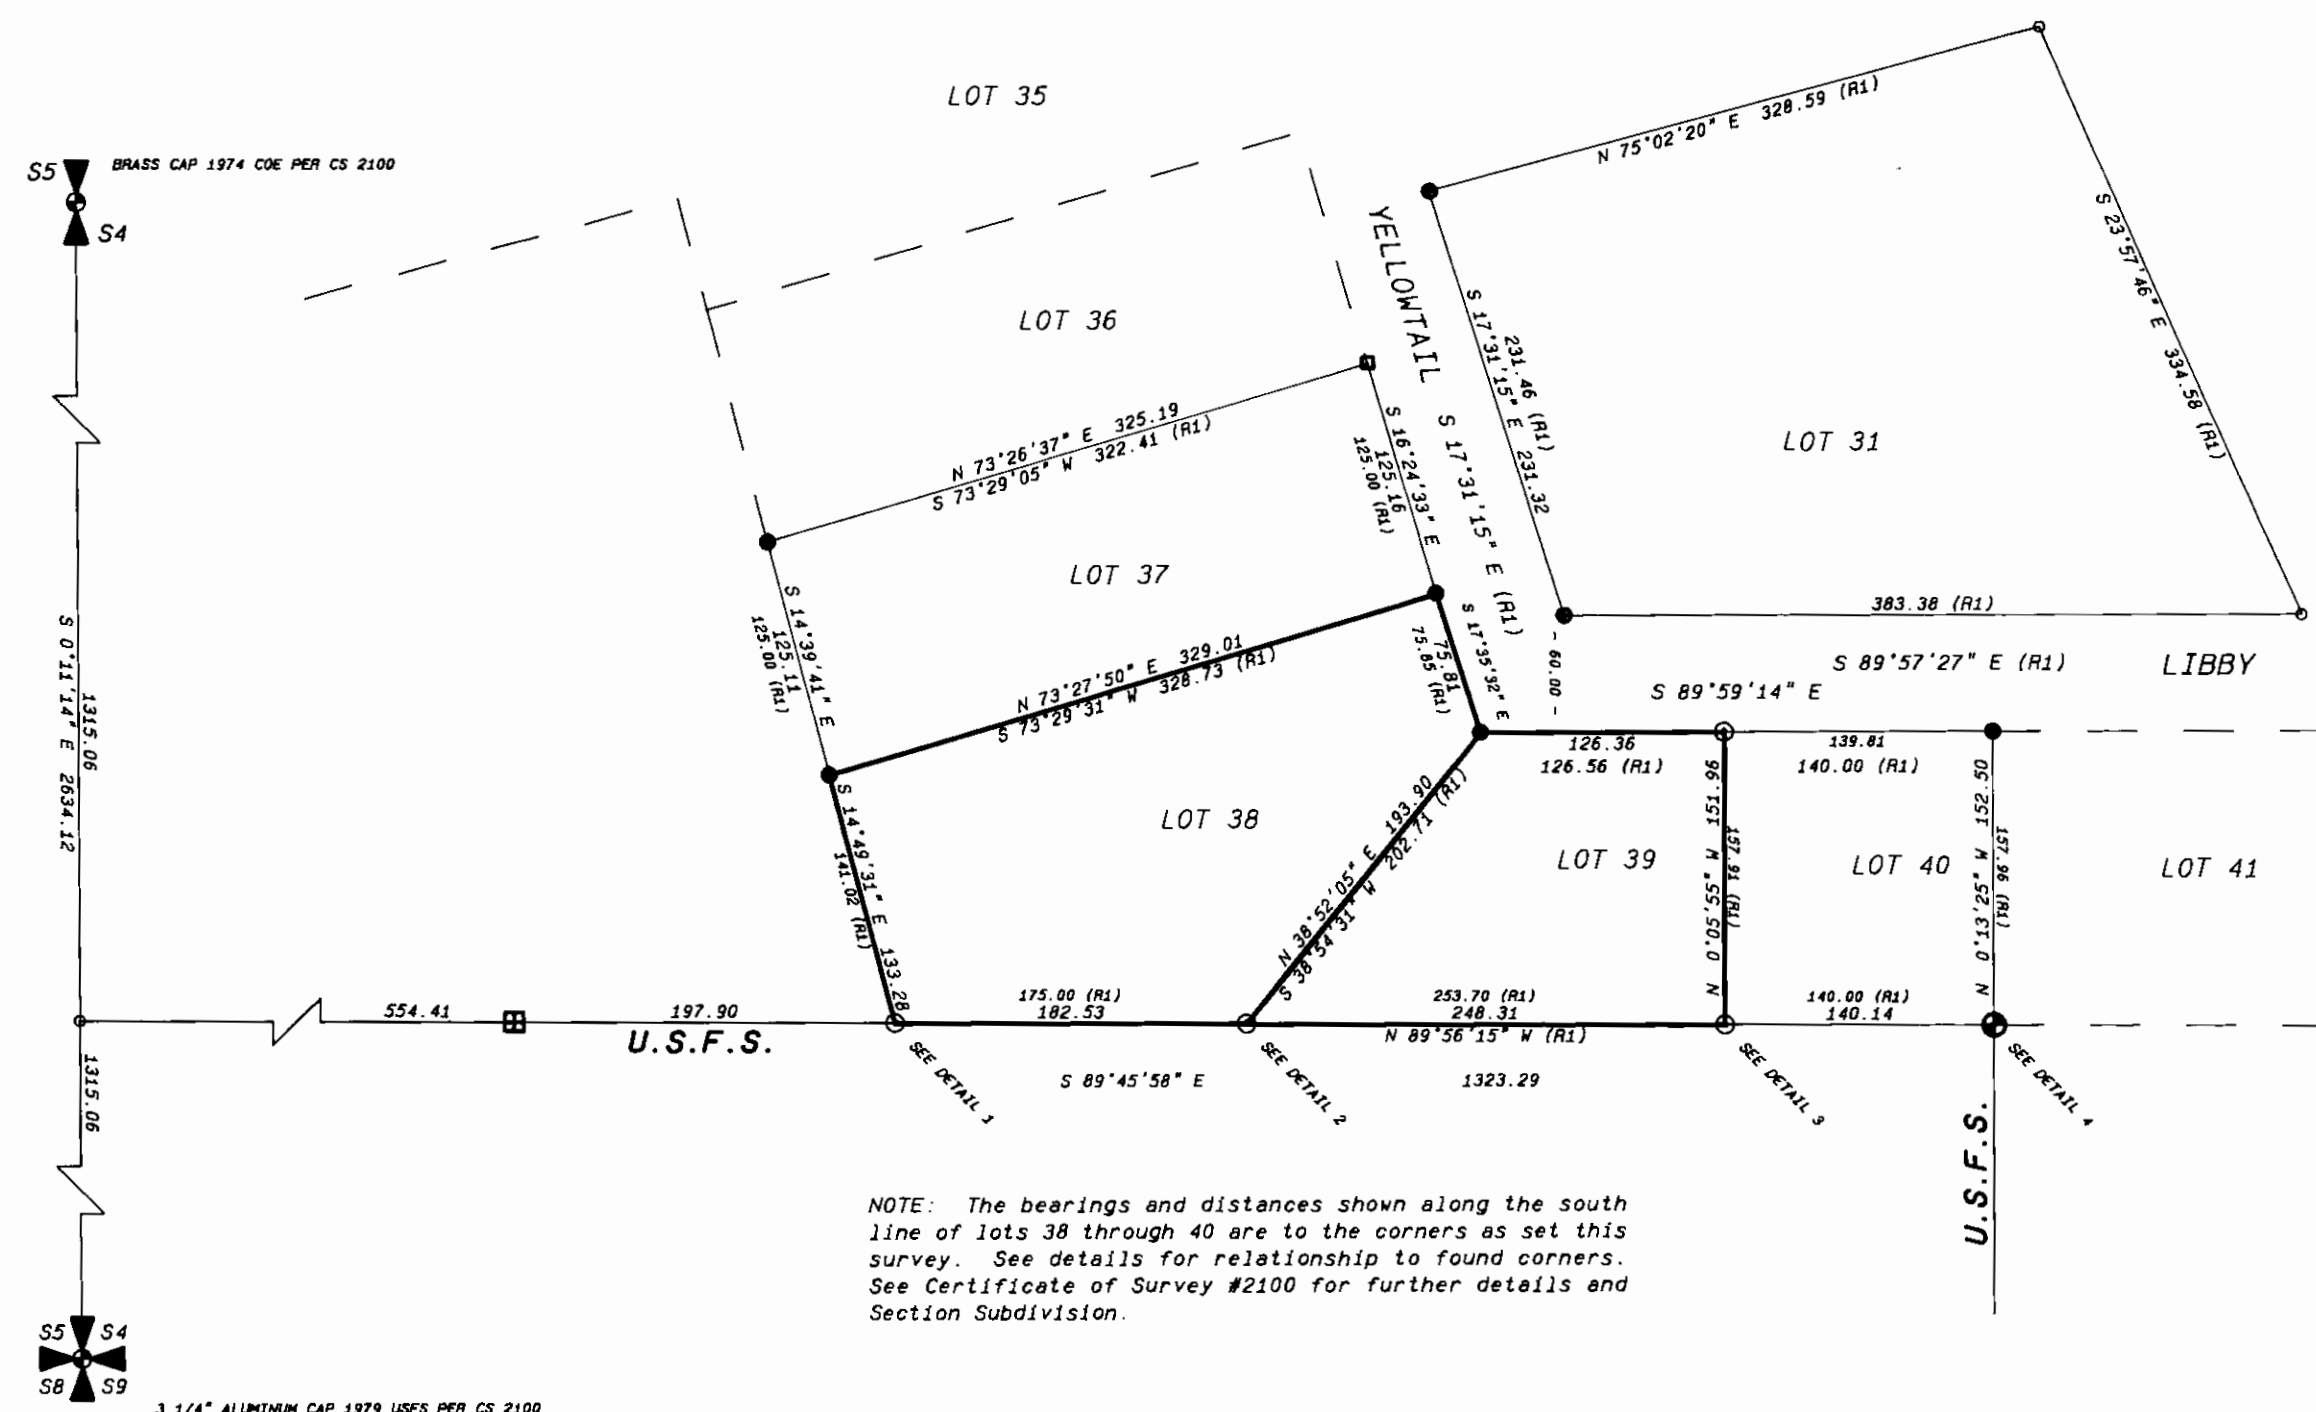 LOT 35
N 75°02'20" E 328.59 (R1)
S5
BRASS CAP 1974 COE PER CS 2100
S4
YELLOWTAIL
S 17°31'15" E (R1)
S 23°57'46" E 334.58 (R1)
LOT 36
231.46 (R1)
S 17°31'15" E 231.32
LOT 31
N 73°26'37" E 325.19
S 73°29'05" W 322.41 (R1)
S 16°24'33" E
125.16
125.00 (R1)
LOT 37
S 14°39'41" E
125.11
125.00 (R1)
383.38 (R1)
N 73°27'50" E 329.01
S 73°29'31" W 328.73 (R1)
S 17°35'32" E
75.81
75.85 (R1)
- 60.00 -
S 89°57'27" E (R1)
LIBBY
S 89°59'14" E
S 0°11'14" E 2634.12
1315.06
126.36
126.56 (R1)
139.81
140.00 (R1)
LOT 38
S 14°49'31" E 133.28
141.02 (R1)
N 38°52'05" E 193.90
S 38°54'31" W 202.71 (R1)
LOT 39
N 0°05'55" W 151.96
157.91 (R1)
LOT 40
N 0°13'25" W 152.50
157.96 (R1)
LOT 41
554.41
197.90
175.00 (R1)
182.53
253.70 (R1)
248.31
N 89°56'15" W (R1)
140.00 (R1)
140.14
U.S.F.S.
1315.06
SEE DETAIL 1
SEE DETAIL 2
SEE DETAIL 3
SEE DETAIL 4
S 89°45'58" E
1323.29
U.S.F.S.
NOTE: The bearings and distances shown along the south
line of lots 38 through 40 are to the corners as set this
survey. See details for relationship to found corners.
See Certificate of Survey #2100 for further details and
Section Subdivision.
S5 S4
S8 S9
3 1/4" ALUMINUM CAP 1979 USFS PER CS 2100